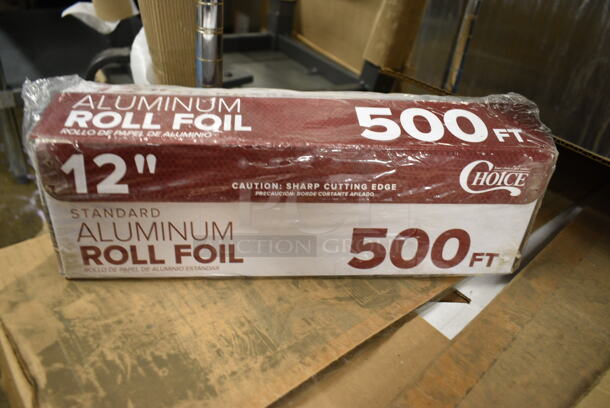 ALUMINUM
ROLL FOIL
ROLLO DE PAPEL DE ALUMINIO
500 FT
12"
CAUTION: SHARP CUTTING EDGE
PRECAUCIÓN: BORDE CORTANTE AFILADO
CHOICE
STANDARD
ALUMINUM
ROLL FOIL
ROLLO DE PAPEL DE ALUMINIO ESTÁNDAR
500 FT